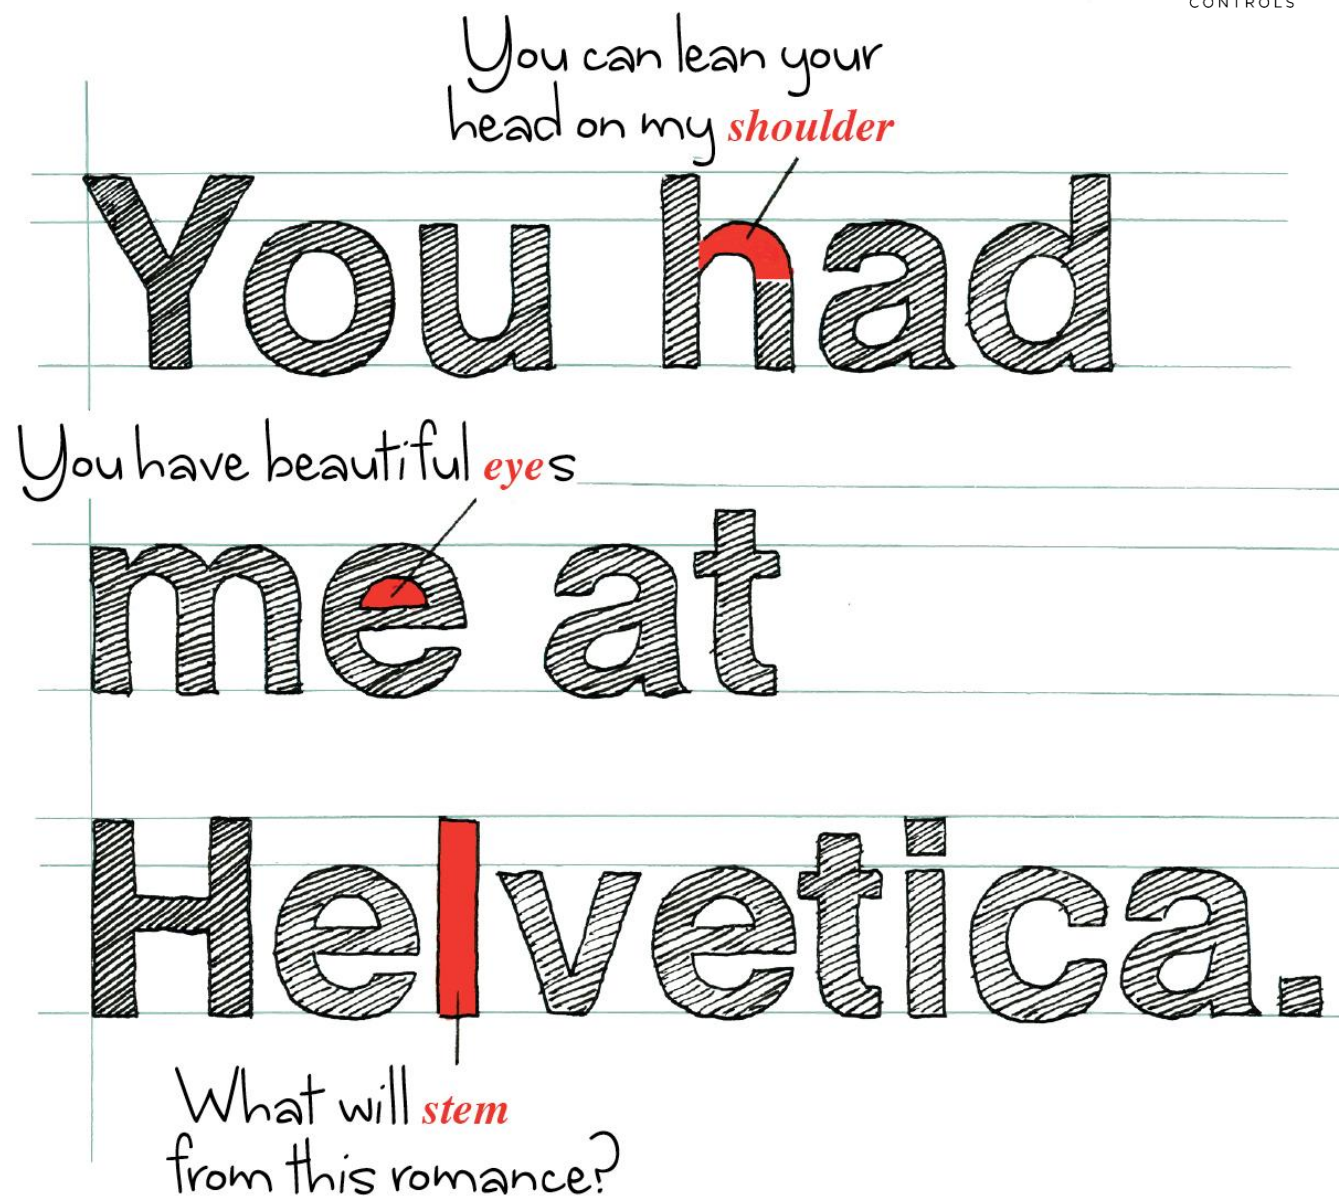 CONTROLS
You can lean your
head on my shoulder
You had
You have beautiful eyes
me at
Helvetica.
What will stem
from this romance?